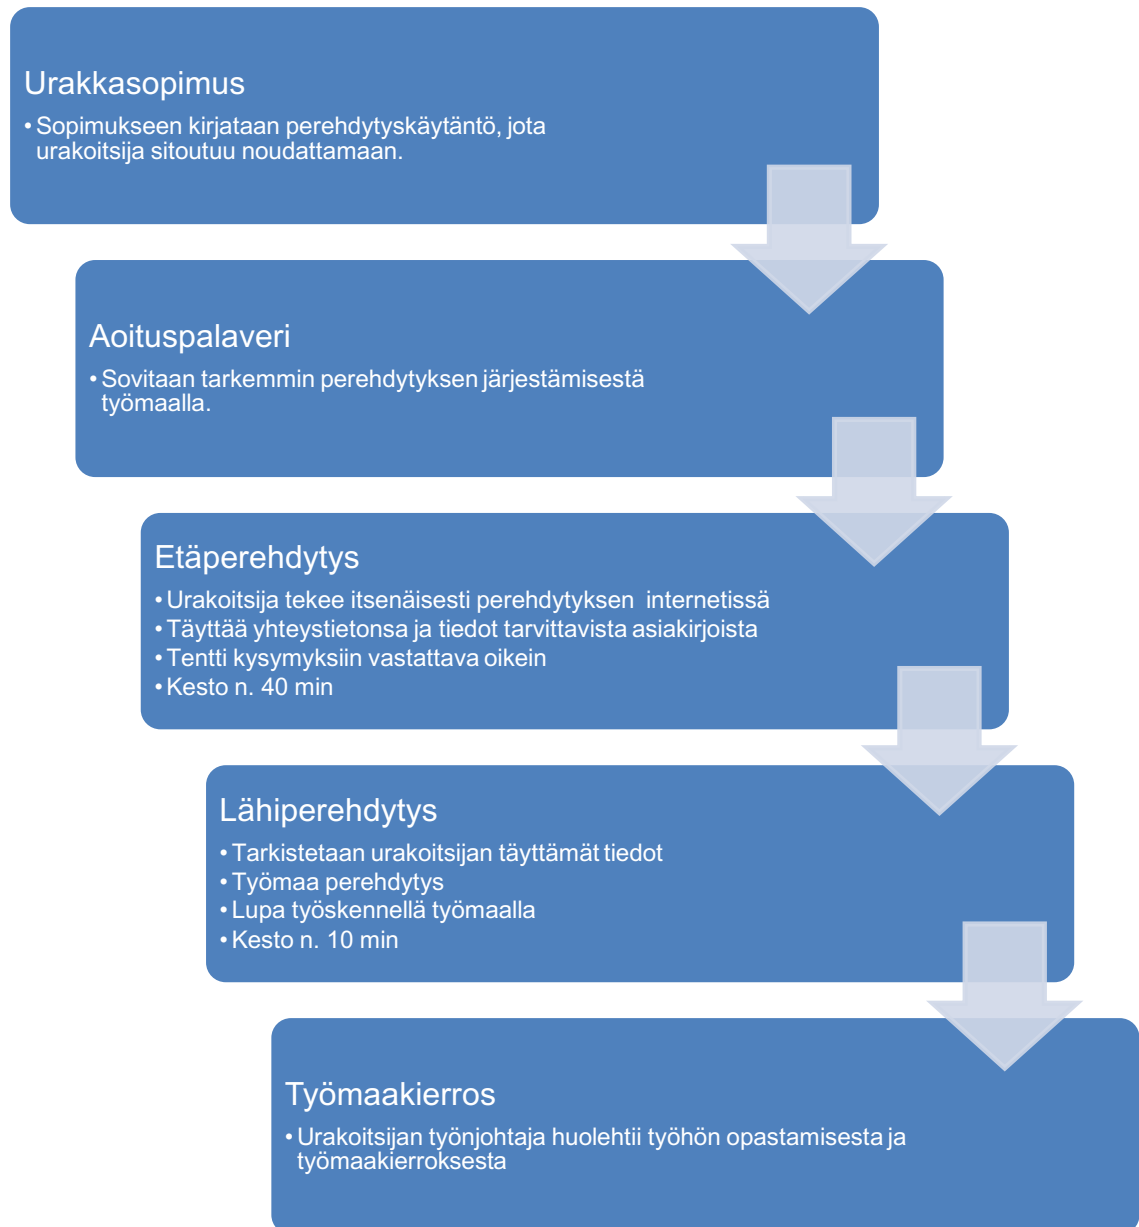 Urakkasopimus
• Sopimukseen kirjataan perehdytyskäytäntö, jota
urakoitsija sitoutuu noudattamaan.
Aoituspalaveri
• Sovitaan tarkemmin perehdytyksen järjestämisestä
työmaalla.
Etäperehdytys
• Urakoitsija tekee itsenäisesti perehdytyksen internetissä
• Täyttää yhteystietonsa ja tiedot tarvittavista asiakirjoista
• Tentti kysymyksiin vastattava oikein
• Kesto n. 40 min
Lähiperehdytys
• Tarkistetaan urakoitsijan täyttämät tiedot
• Työmaa perehdytys
• Lupa työskennellä työmaalla
• Kesto n. 10 min
Työmaakierros
• Urakoitsijan työnjohtaja huolehtii työhön opastamisesta ja
työmaakierroksesta